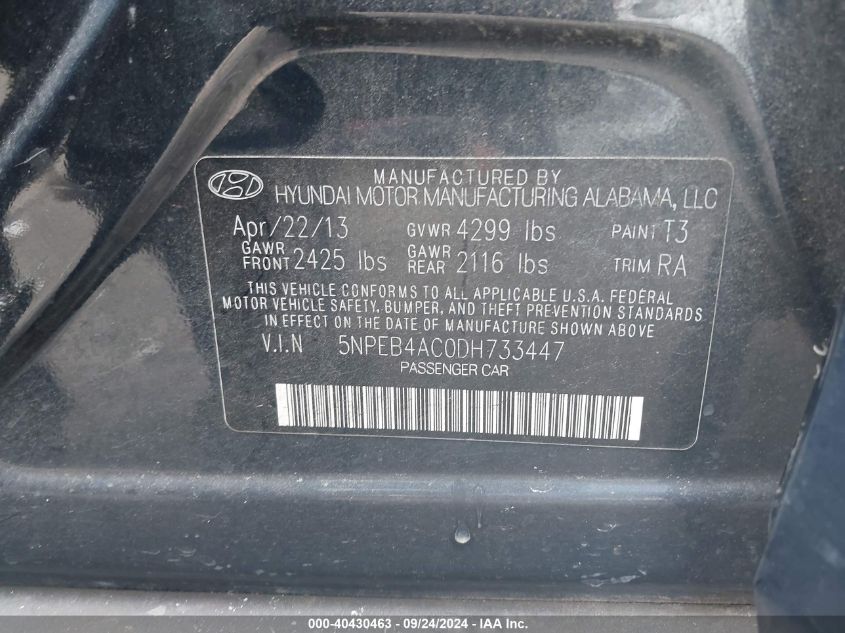 MANUFACTURED BY
HYUNDAI MOTOR MANUFACTURING ALABAMA, LLC
Apr/22/13 GVWR 4299 lbs PAINT T3
GAWR FRONT 2425 lbs GAWR REAR 2116 lbs TRIM RA
THIS VEHICLE CONFORMS TO ALL APPLICABLE U.S.A. FEDERAL
MOTOR VEHICLE SAFETY, BUMPER, AND THEFT PREVENTION STANDARDS
IN EFFECT ON THE DATE OF MANUFACTURE SHOWN ABOVE
V.I.N 5NPEB4AC0DH733447
PASSENGER CAR
000-40430463 - 09/24/2024 - IAA Inc.